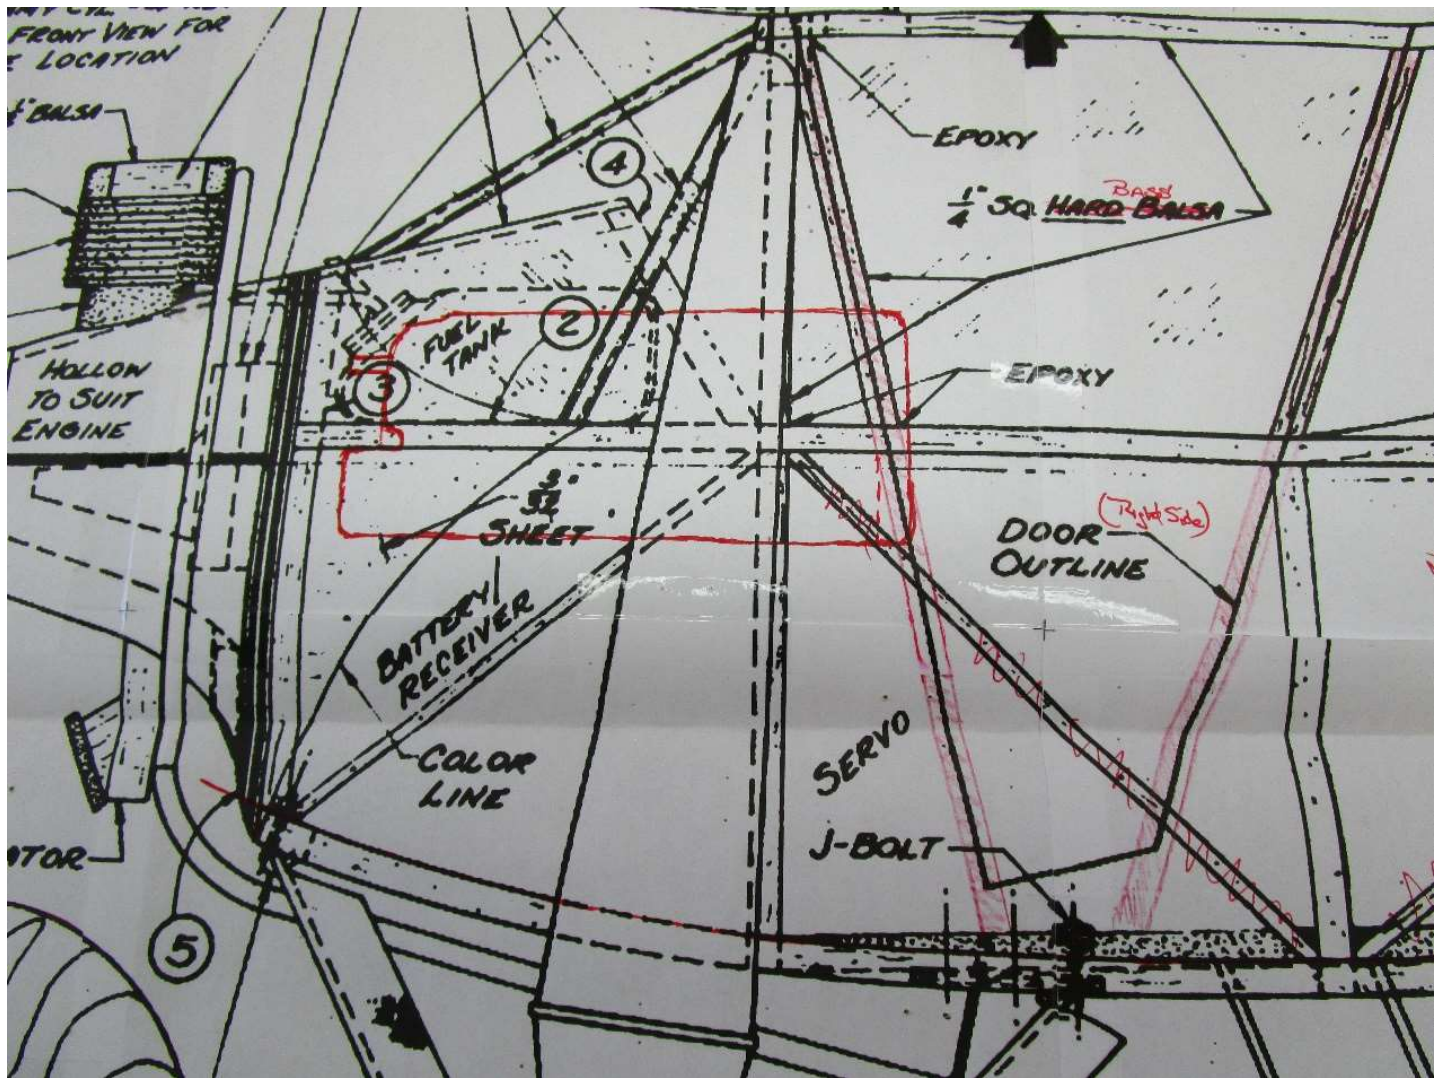 FRONT VIEW FOR
LOCATION
BALSA
4
EPOXY
BASS
1/4" SQ. HARD BALSA
2
FUEL
TANK
3
EPOXY
HOLLOW
TO SUIT
ENGINE
3/32"
SHEET
(Right Side)
DOOR
OUTLINE
BATTERY
RECEIVER
COLOR
LINE
SERVO
J-BOLT
5